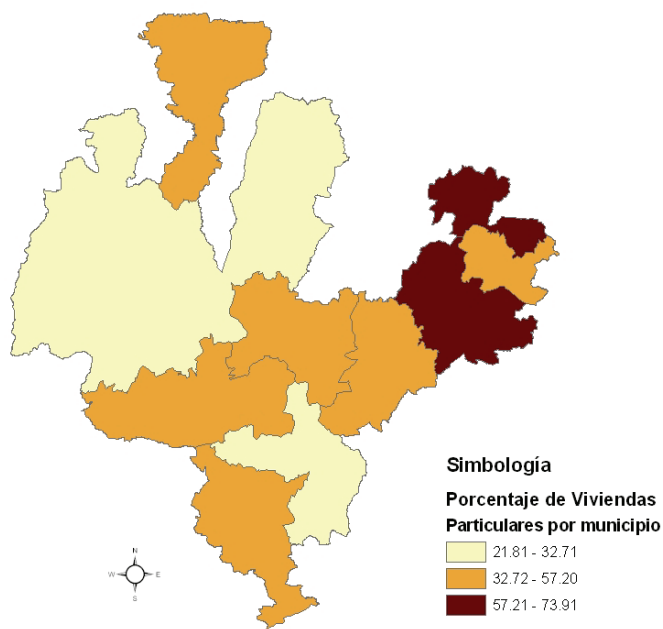 Simbología
Porcentaje de Viviendas
Particulares por municipio
21.81 - 32.71
32.72 - 57.20
57.21 - 73.91
N
W E
S